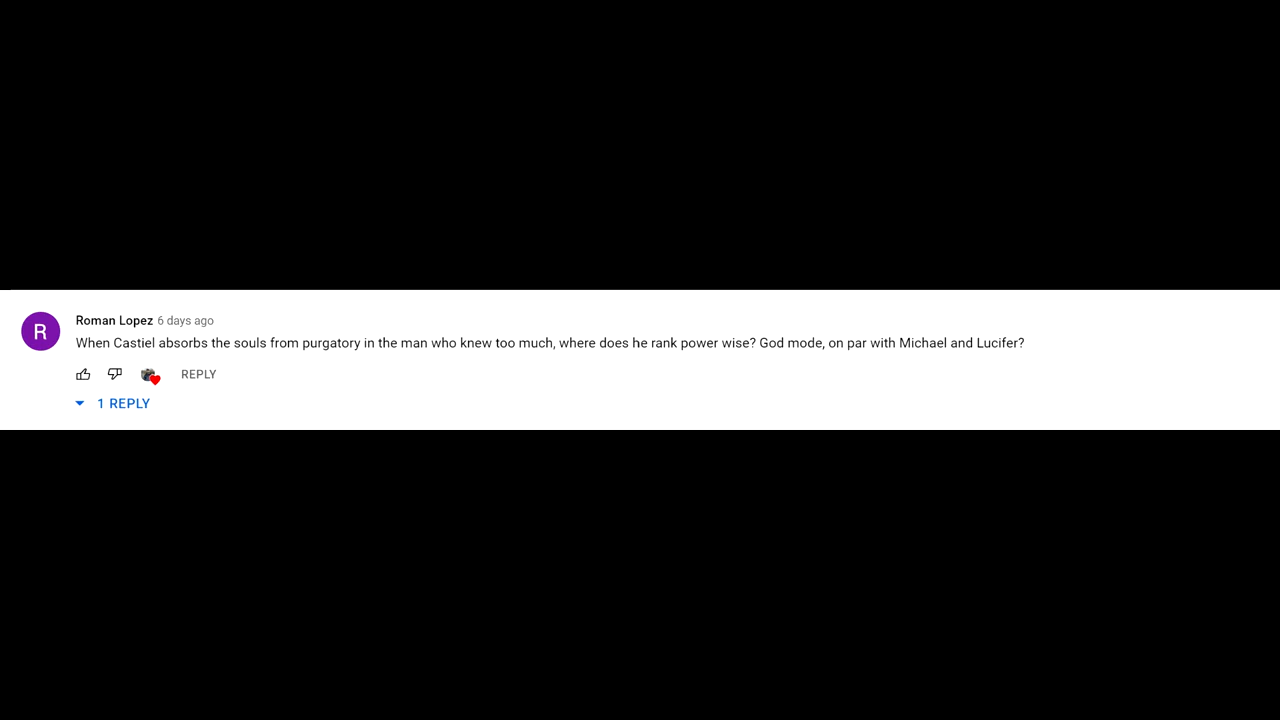 R
Roman Lopez 6 days ago
When Castiel absorbs the souls from purgatory in the man who knew too much, where does he rank power wise? God mode, on par with Michael and Lucifer?
REPLY
1 REPLY